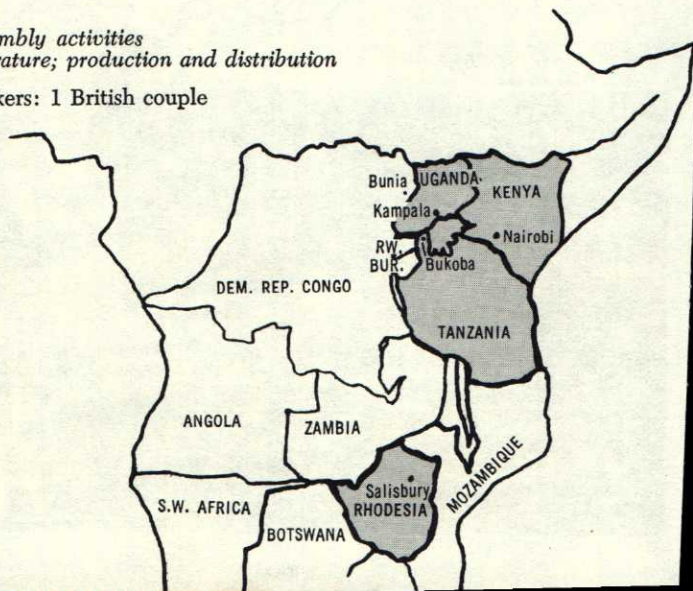 mbly activities
rature; production and distribution
kers: 1 British couple
Bunia
UGANDA
KENYA
Kampala
Nairobi
RW.
BUR.
Bukoba
DEM. REP. CONGO
TANZANIA
ANGOLA
ZAMBIA
MOZAMBIQUE
Salisbury
RHODESIA
S.W. AFRICA
BOTSWANA